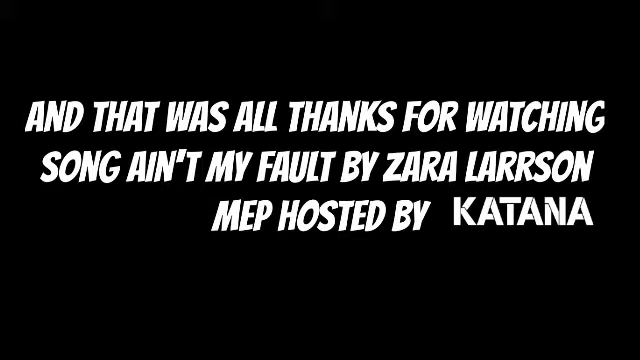 AND THAT WAS ALL THANKS FOR WATCHING
SONG AIN'T MY FAULT BY ZARA LARRSON
MEP HOSTED BY KATANA